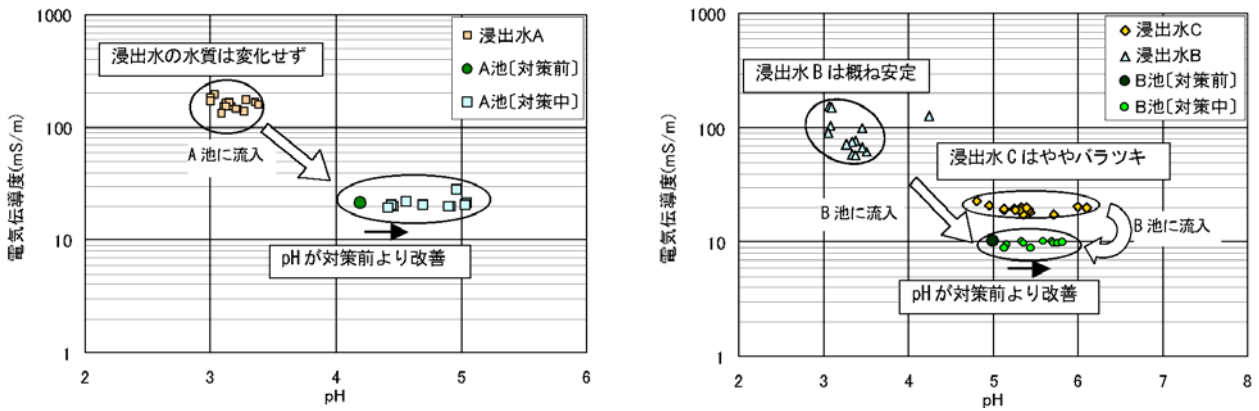 1000
100
10
1
電気伝導度(mS/m)
2
3
4
5
6
pH
浸出水の水質は変化せず
浸出水A
A池〔対策前〕
A池〔対策中〕
A池に流入
pHが対策前より改善
1000
100
10
1
電気伝導度(mS/m)
2
3
4
5
6
7
8
pH
浸出水C
浸出水B
B池〔対策前〕
B池〔対策中〕
浸出水Bは概ね安定
浸出水Cはややバラツキ
B池に流入
B池に流入
pHが対策前より改善